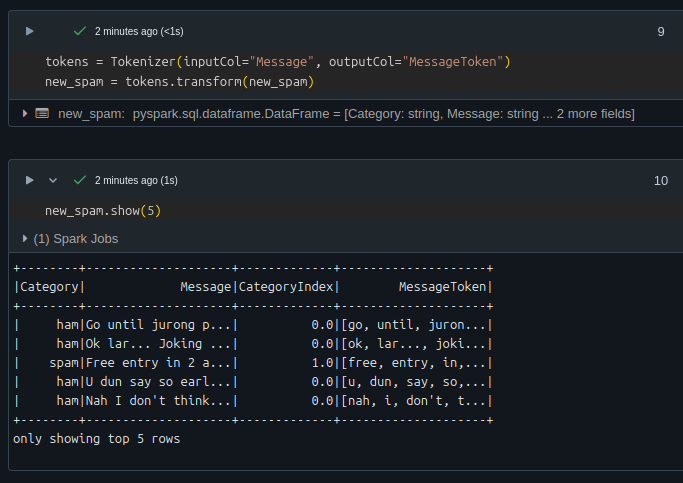 2 minutes ago (<1s) 9
tokens = Tokenizer(inputCol="Message", outputCol="MessageToken")
new_spam = tokens.transform(new_spam)
new_spam: pyspark.sql.dataframe.DataFrame = [Category: string, Message: string ... 2 more fields]
2 minutes ago (1s) 10
new_spam.show(5)
(1) Spark Jobs
+--------+--------------------+-------------+--------------------+
|Category|             Message|CategoryIndex|        MessageToken|
+--------+--------------------+-------------+--------------------+
|     ham|Go until jurong p...|          0.0|[go, until, juron...|
|     ham|Ok lar... Joking ...|          0.0|[ok, lar..., joki...|
|    spam|Free entry in 2 a...|          1.0|[free, entry, in,...|
|     ham|U dun say so earl...|          0.0|[u, dun, say, so,...|
|     ham|Nah I don't think...|          0.0|[nah, i, don't, t...|
+--------+--------------------+-------------+--------------------+
only showing top 5 rows